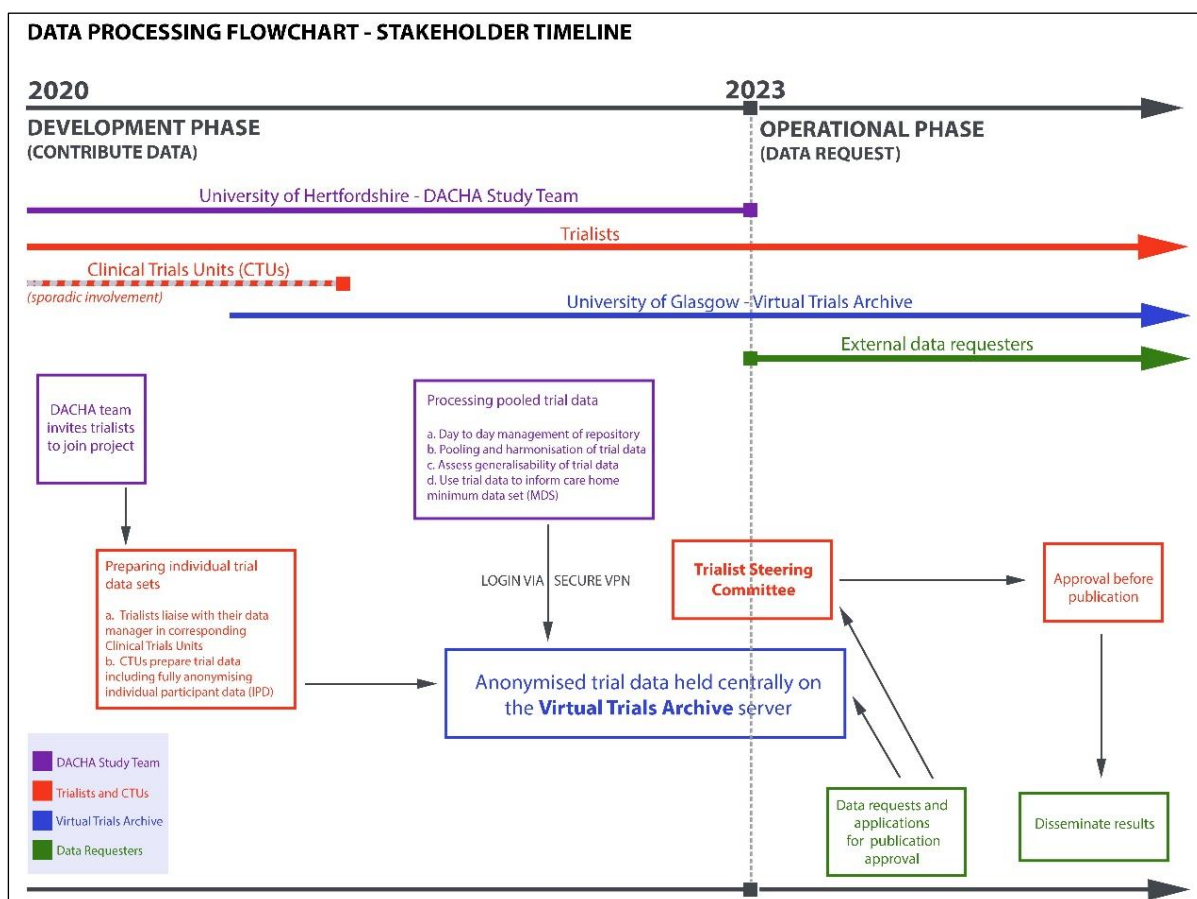 DATA PROCESSING FLOWCHART - STAKEHOLDER TIMELINE
2020
2023
DEVELOPMENT PHASE
(CONTRIBUTE DATA)
OPERATIONAL PHASE
(DATA REQUEST)
University of Hertfordshire - DACHA Study Team
Trialists
Clinical Trials Units (CTUs)
(sporadic involvement)
University of Glasgow - Virtual Trials Archive
External data requesters
DACHA team
invites trialists
to join project
Processing pooled trial data
a. Day to day management of repository
b. Pooling and harmonisation of trial data
c. Assess generalisability of trial data
d. Use trial data to inform care home
minimum data set (MDS)
Preparing individual trial
data sets
a. Trialists liaise with their data
manager in corresponding
Clinical Trials Units
b. CTUs prepare trial data
including fully anonymising
individual participant data (IPD)
LOGIN VIA SECURE VPN
Trialist Steering
Committee
Approval before
publication
Anonymised trial data held centrally on
the Virtual Trials Archive server
DACHA Study Team
Trialists and CTUs
Virtual Trials Archive
Data Requesters
Data requests and
applications
for publication
approval
Disseminate results